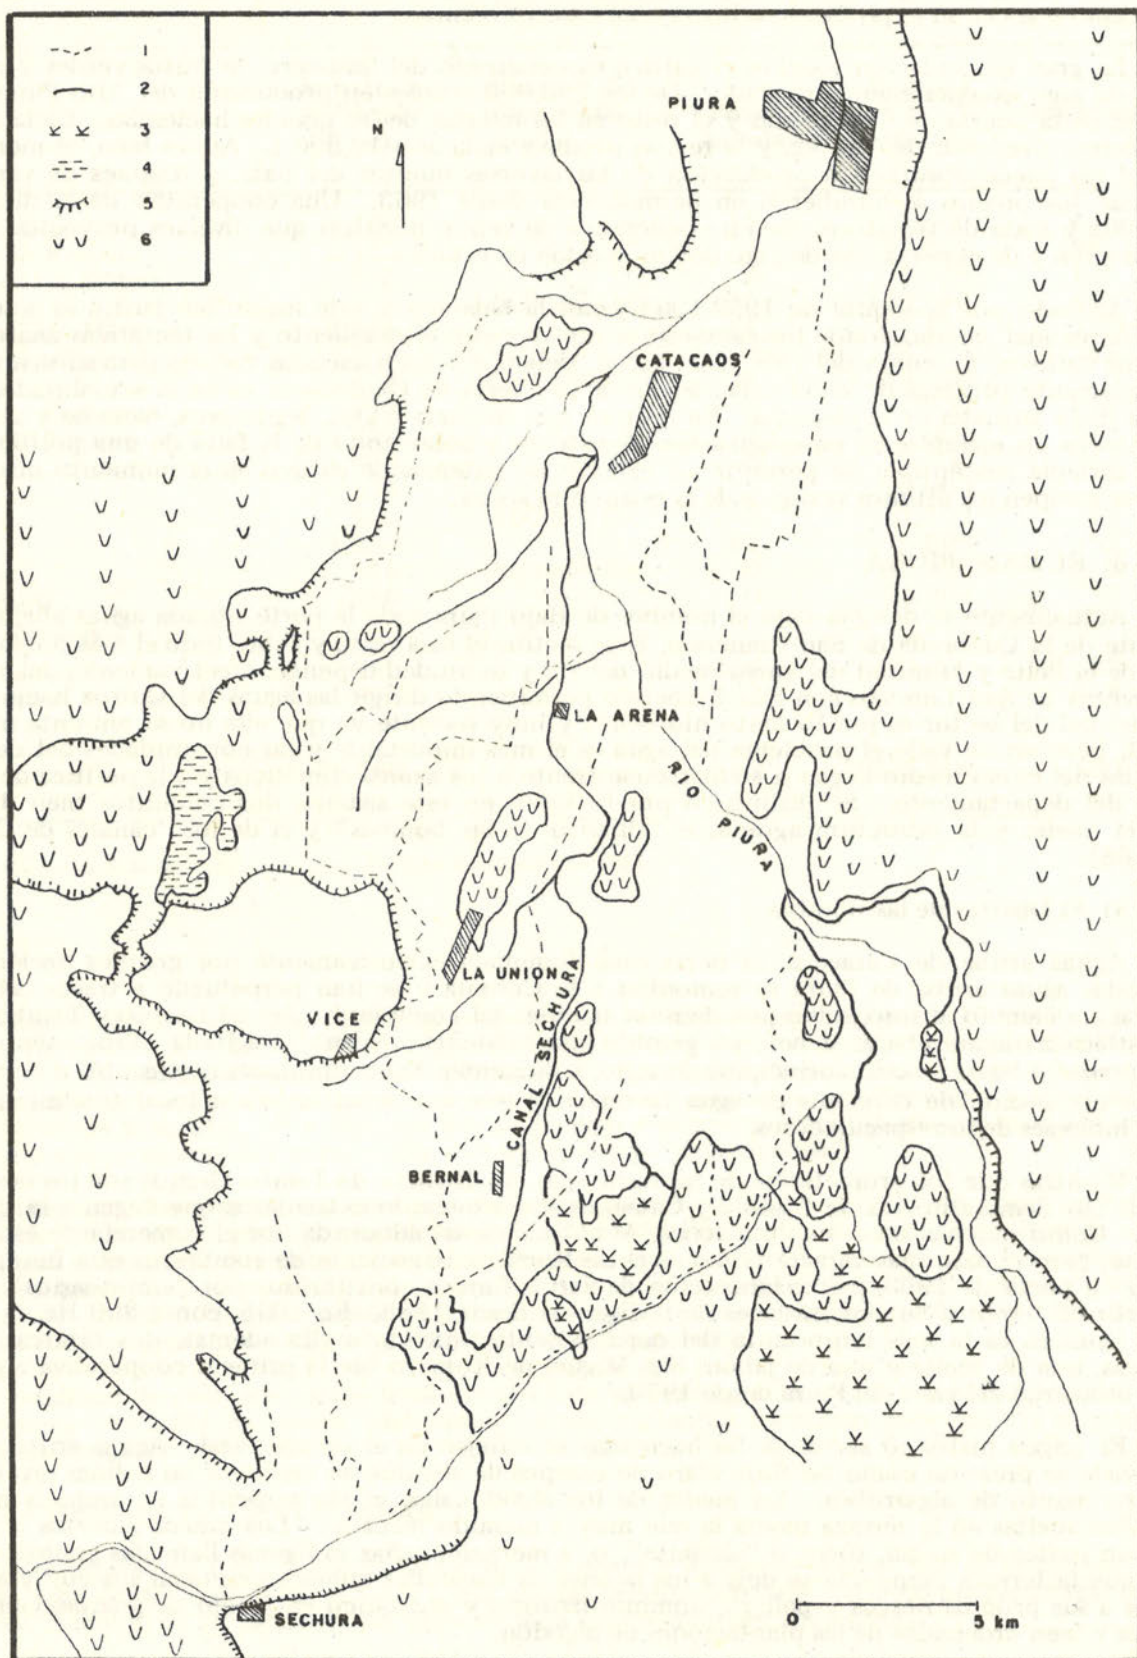 1
2
3
4
5
6
N
PIURA
CATACAOS
LA ARENA
RIO PIURA
LA UNION
VICE
CANAL SECHURA
BERNAL
SECHURA
0 5 km